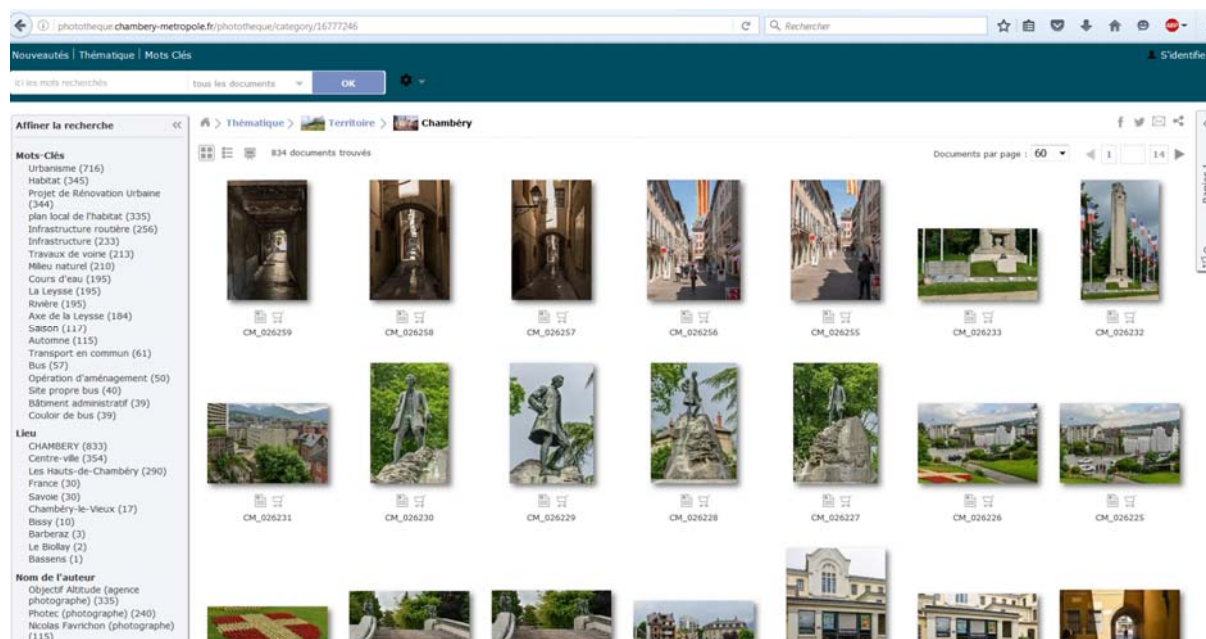 phototheque.chambery-metropole.fr/phototheque/category/16777246
Rechercher
ABP
Nouveautés | Thématique | Mots Clés
S'identifie
Ici les mots recherchés
tous les documents
OK
Affiner la recherche
«
> Thématique > Territoire > Chambéry
834 documents trouvés
Documents par page : 60
1
14
Mots-Clés
Urbanisme (716)
Habitat (345)
Projet de Rénovation Urbaine
(344)
plan local de l'habitat (335)
Infrastructure routière (256)
Infrastructure (233)
Travaux de voirie (213)
Milieu naturel (210)
Cours d'eau (195)
La Leysse (195)
Rivière (195)
Axe de la Leysse (184)
Saison (117)
Automne (115)
Transport en commun (61)
Bus (57)
Opération d'aménagement (50)
Site propre bus (40)
Bâtiment administratif (39)
Couloir de bus (39)
Lieu
CHAMBERY (833)
Centre-ville (354)
Les Hauts-de-Chambéry (290)
France (30)
Savoie (30)
Chambéry-le-Vieux (17)
Bissy (10)
Barberaz (3)
Le Biollay (2)
Bassens (1)
Nom de l'auteur
Objectif Altitude (agence
photographe) (335)
Photec (photographe) (240)
Nicolas Favrichon (photographe)
(115)
CM_026259
CM_026258
CM_026257
CM_026256
CM_026255
CM_026233
CM_026232
CM_026231
CM_026230
CM_026229
CM_026228
CM_026227
CM_026226
CM_026225